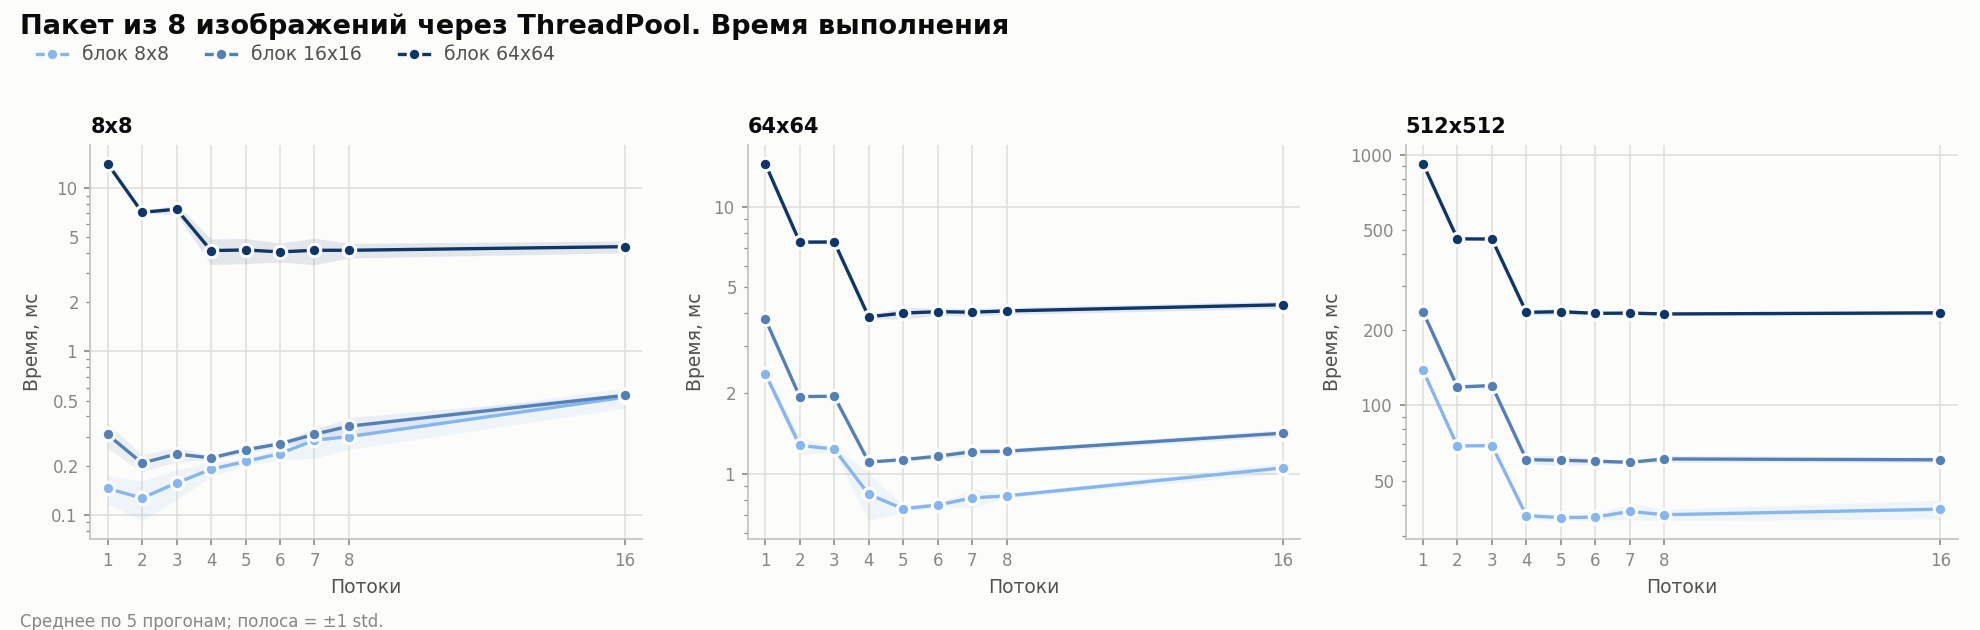 Пакет из 8 изображений через ThreadPool. Время выполнения
блок 8x8 блок 16x16 блок 64x64
8x8
10
5
2
1
0.5
0.2
0.1
Время, мс
1 2 3 4 5 6 7 8 16
Потоки
64x64
10
5
2
1
Время, мс
1 2 3 4 5 6 7 8 16
Потоки
512x512
1000
500
200
100
50
Время, мс
1 2 3 4 5 6 7 8 16
Потоки
Среднее по 5 прогонам; полоса = ±1 std.